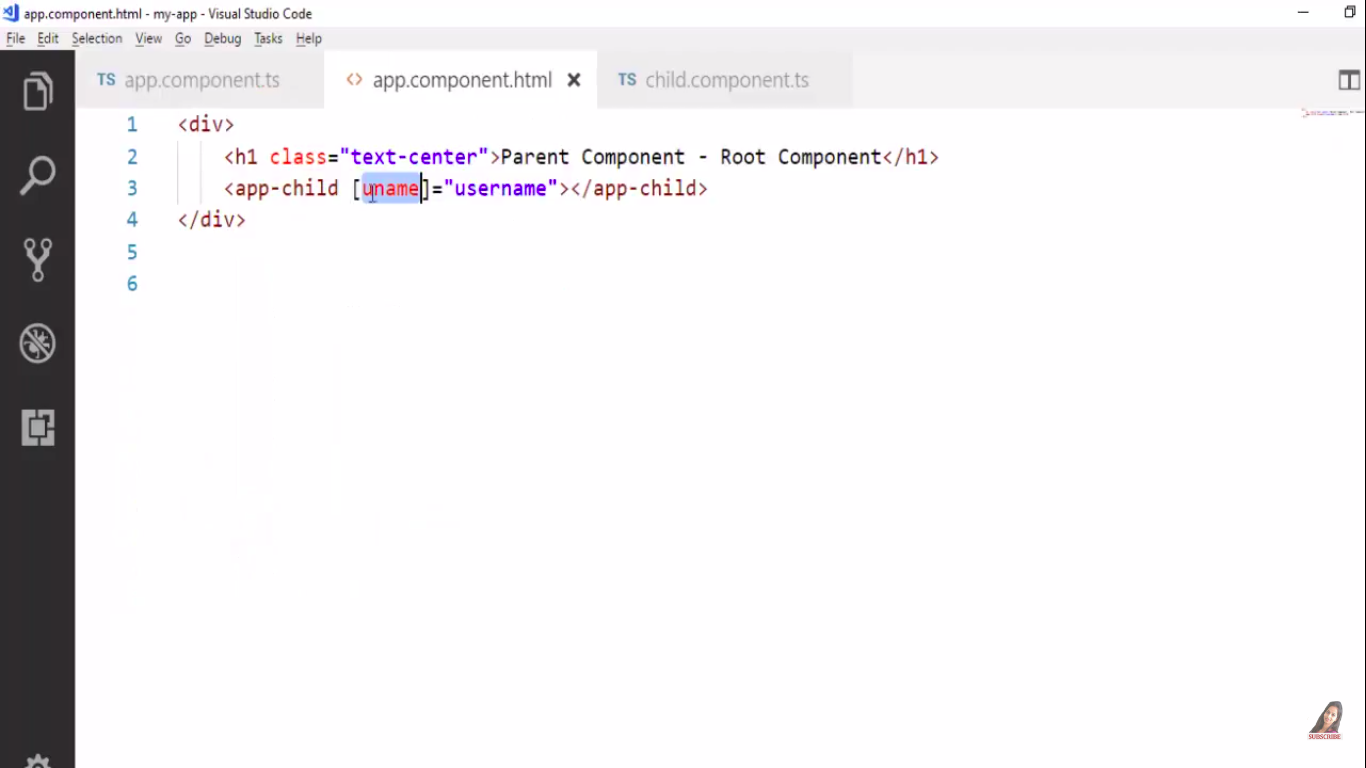 app.component.html - my-app - Visual Studio Code
File Edit Selection View Go Debug Tasks Help
TS app.component.ts <> app.component.html TS child.component.ts
1 <div>
2 <h1 class="text-center">Parent Component - Root Component</h1>
3 <app-child [uname]="username"></app-child>
4 </div>
5
6
SUBSCRIBE